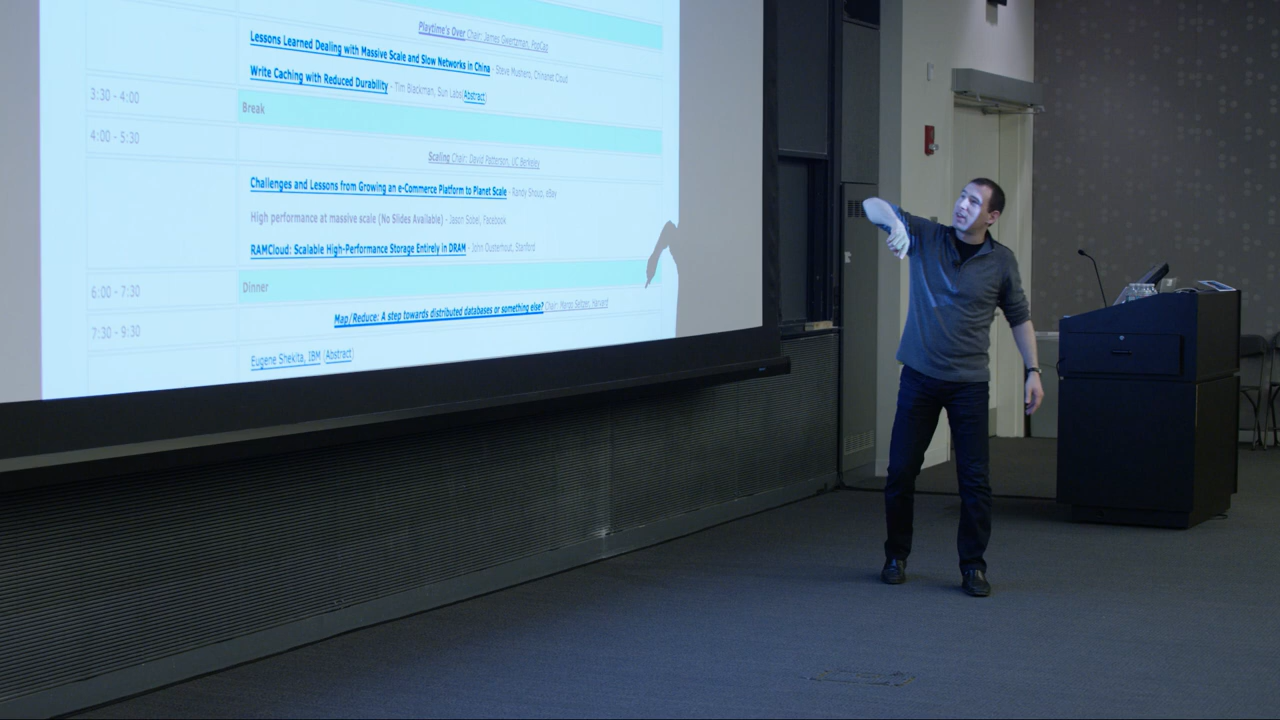 Playtime's Over Chair: James Gwertzman, PopCap
Lessons Learned Dealing with Massive Scale and Slow Networks in China - Steve Mushero, Chinanet Cloud
Write Caching with Reduced Durability - Tim Blackman, Sun Labs(Abstract)
3:30 - 4:00 Break
4:00 - 5:30
Scaling Chair: David Patterson, UC Berkeley
Challenges and Lessons from Growing an e-Commerce Platform to Planet Scale - Randy Shoup, eBay
High performance at massive scale (No Slides Available) - Jason Sobel, Facebook
RAMCloud: Scalable High-Performance Storage Entirely in DRAM - John Ousterhout, Stanford
6:00 - 7:30 Dinner
Map/Reduce: A step towards distributed databases or something else? Chair: Margo Seltzer, Harvard
7:30 - 9:30
Eugene Shekita, IBM (Abstract)